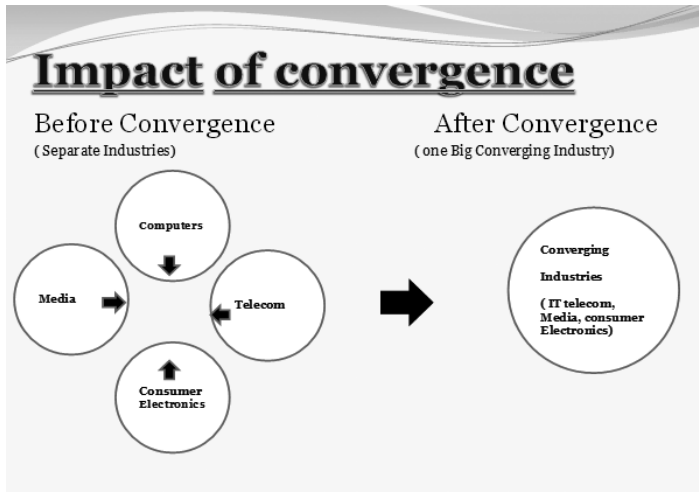 Impact of convergence
Before Convergence
( Separate Industries)
After Convergence
( one Big Converging Industry)
Computers
Media
Telecom
Consumer
Electronics
Converging
Industries
( IT telecom,
Media, consumer
Electronics)